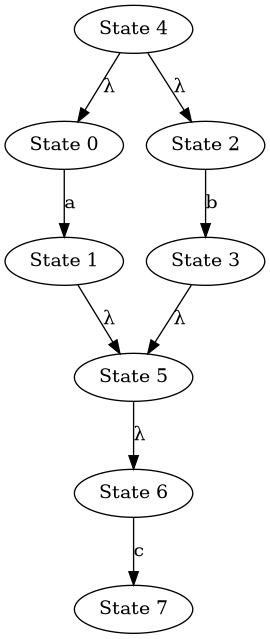 State 4
λ λ
State 0 State 2
a b
State 1 State 3
λ λ
State 5
λ
State 6
c
State 7